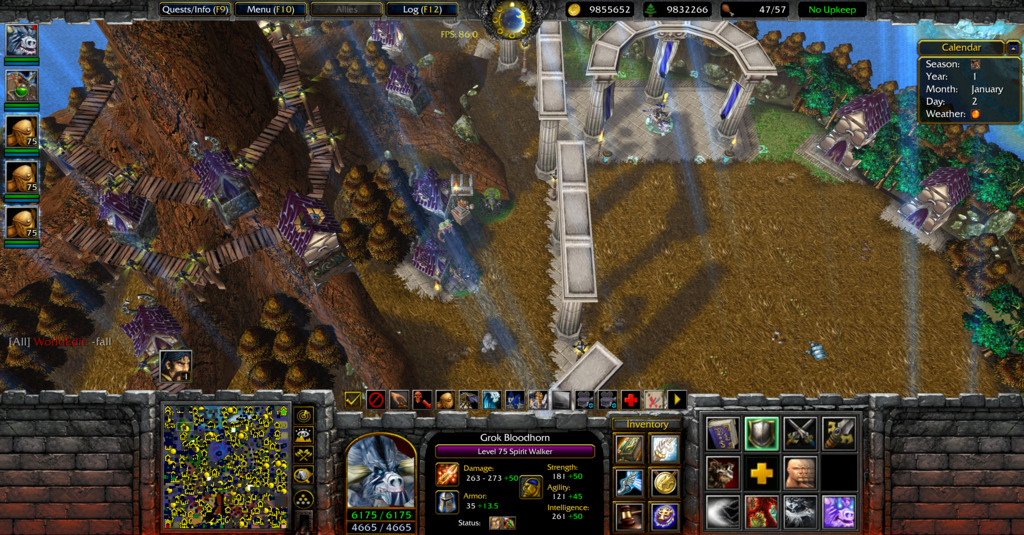 Quests/Info (F9) Menu (F10) Allies Log (F12) 9855652 9832266 47/57 No Upkeep
FPS: 86.0
Calendar
Season:
Year: 1
Month: January
Day: 2
Weather:
75
75
75
[All] WorldEdit: -fall
1
Grok Bloodhorn
Level 75 Spirit Walker
Damage:
263 - 273 +50
Armor:
35 +13.5
Status:
Strength:
181 +50
Agility:
121 +45
Intelligence:
261 +50
6175 / 6175
4665 / 4665
Inventory